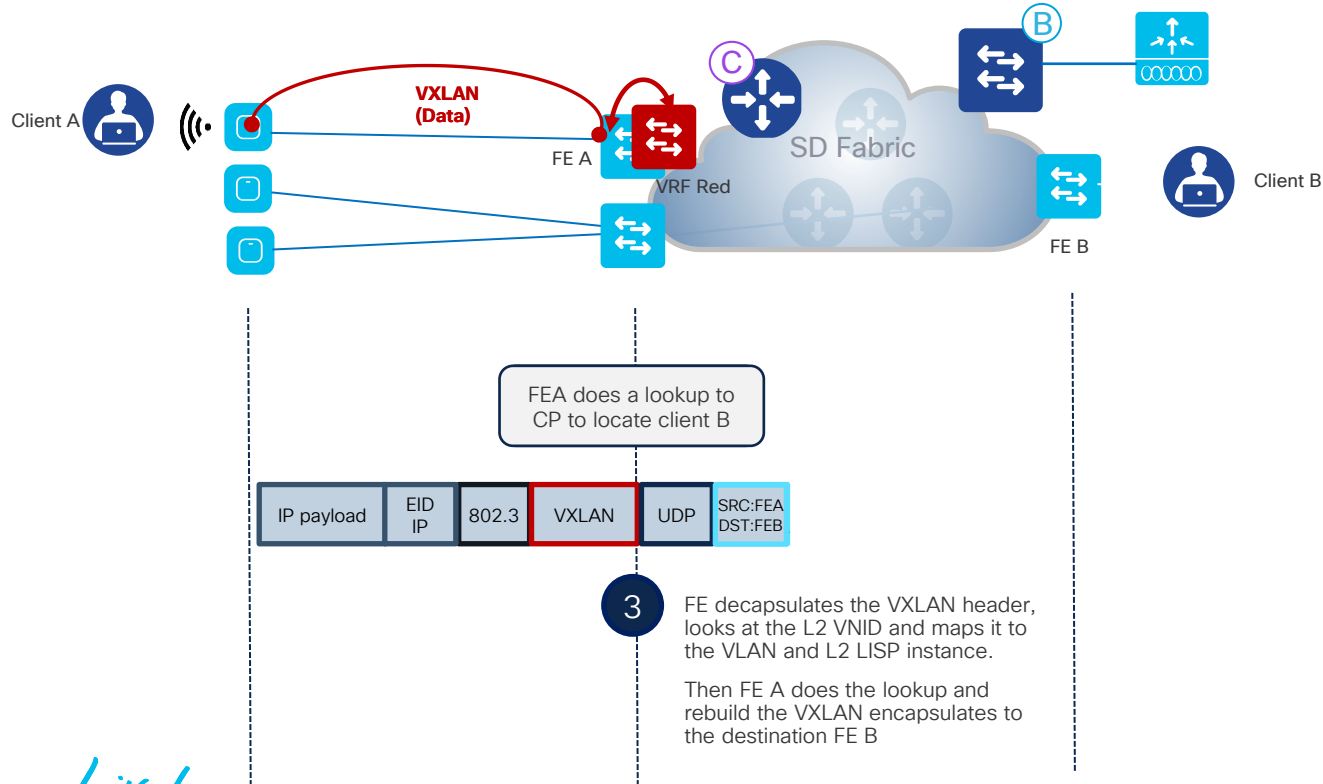 B
C
Client A
VXLAN
(Data)
FE A
VRF Red
SD Fabric
Client B
FE B
FEA does a lookup to
CP to locate client B
IP payload
EID
IP
802.3
VXLAN
UDP
SRC:FEA
DST:FEB
3
FE decapsulates the VXLAN header,
looks at the L2 VNID and maps it to
the VLAN and L2 LISP instance.
Then FE A does the lookup and
rebuild the VXLAN encapsulates to
the destination FE B